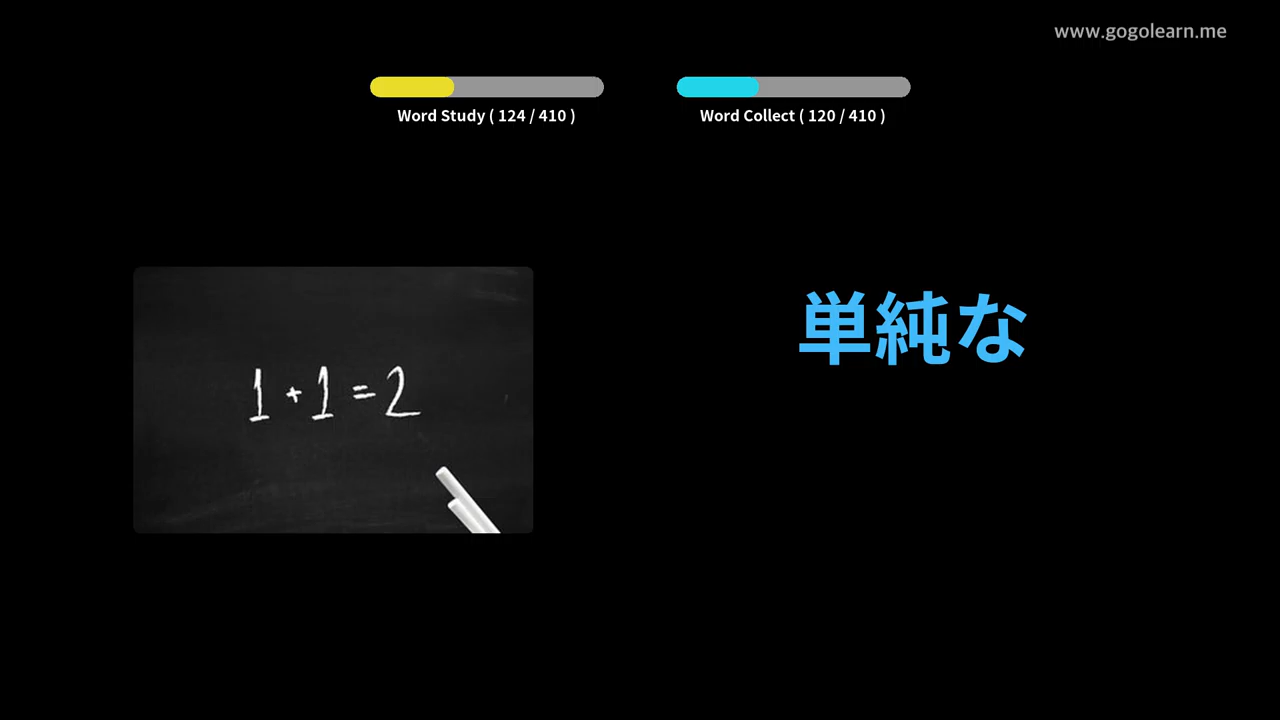 www.gogolearn.me
Word Study ( 124 / 410 )
Word Collect ( 120 / 410 )
1 + 1 = 2
単純な